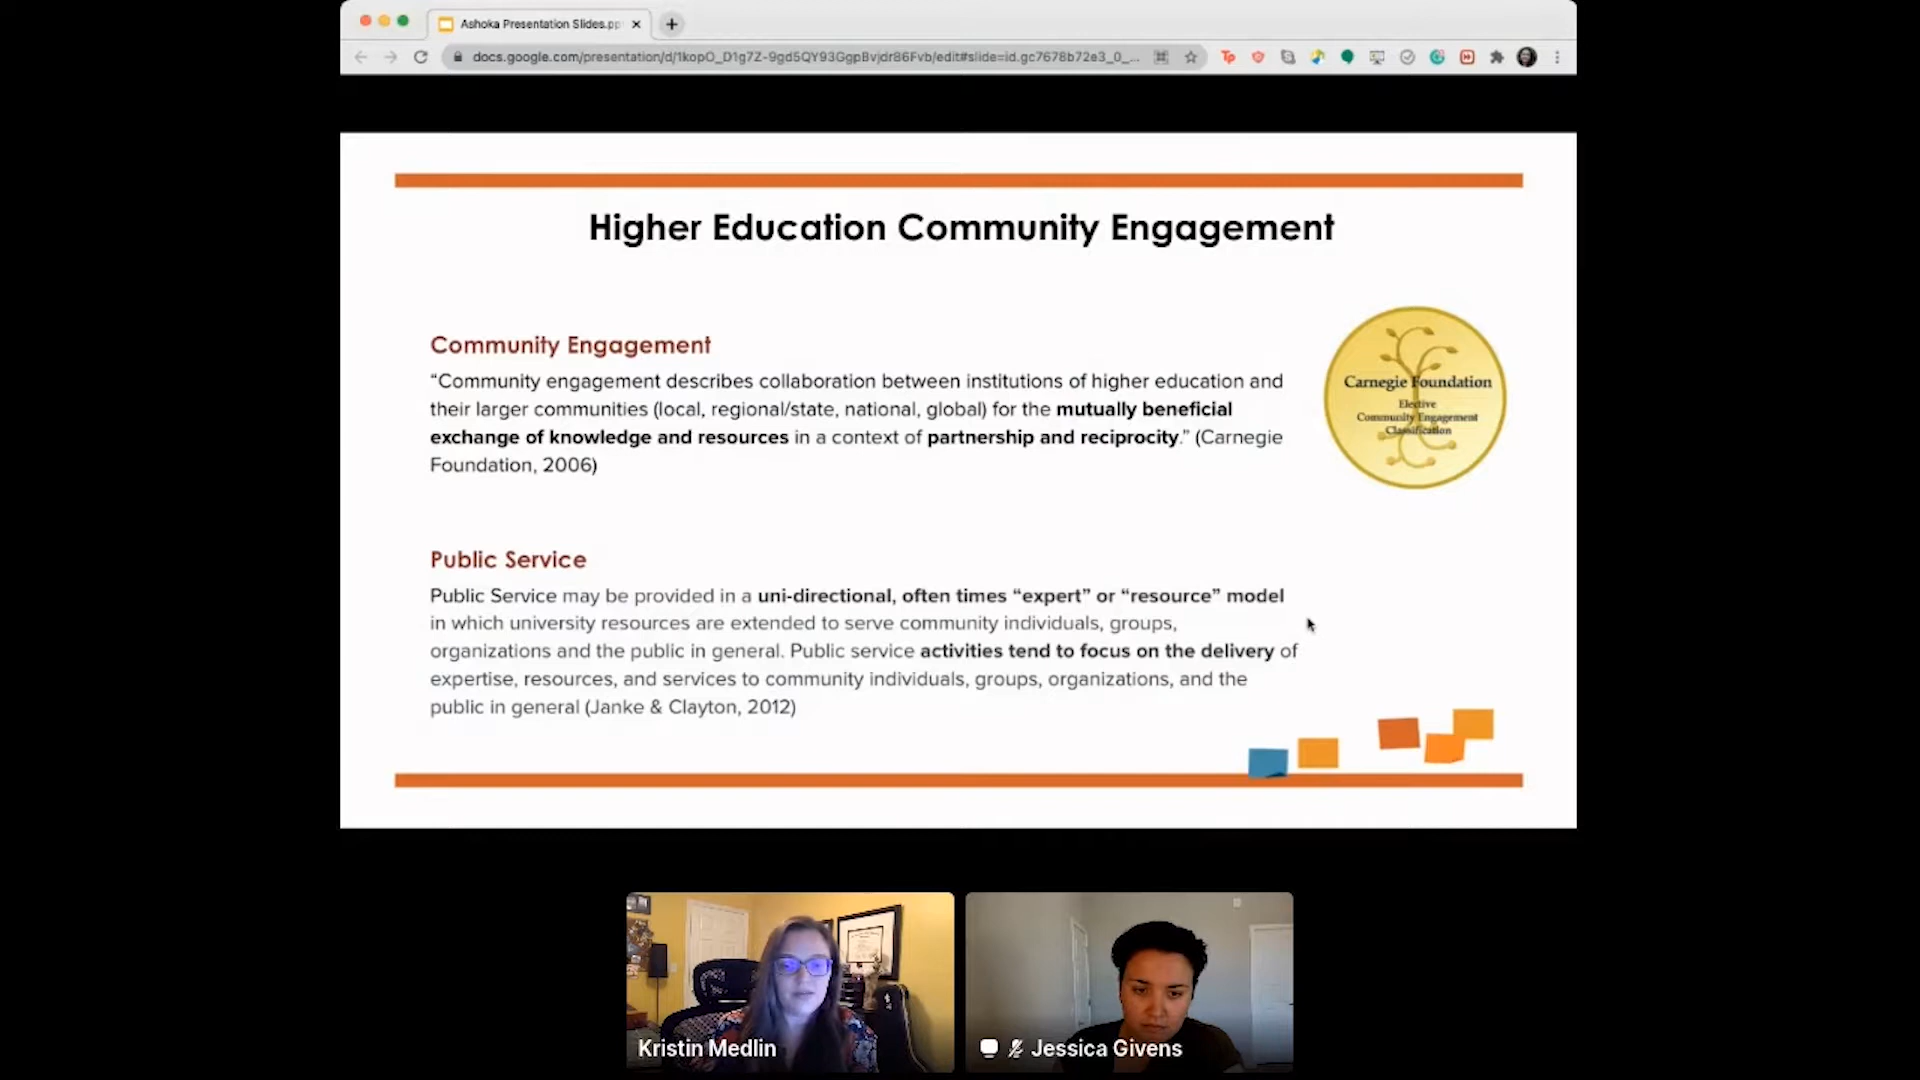 Ashoka Presentation Slides.pp
docs.google.com/presentation/d/1kopO_D1g7Z-9gd5QY93GgpBvjdr86Fvb/edit#slide=id.gc7678b72e3_0_...
Higher Education Community Engagement
Community Engagement
“Community engagement describes collaboration between institutions of higher education and
their larger communities (local, regional/state, national, global) for the mutually beneficial
exchange of knowledge and resources in a context of partnership and reciprocity.” (Carnegie
Foundation, 2006)
Carnegie Foundation
Elective
Community Engagement
Classification
Public Service
Public Service may be provided in a uni-directional, often times “expert” or “resource” model
in which university resources are extended to serve community individuals, groups,
organizations and the public in general. Public service activities tend to focus on the delivery of
expertise, resources, and services to community individuals, groups, organizations, and the
public in general (Janke & Clayton, 2012)
Kristin Medlin
Jessica Givens